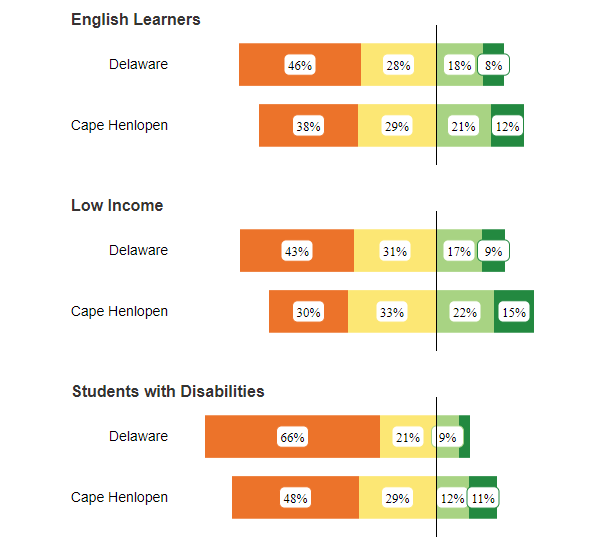 English Learners
Delaware 46% 28% 18% 8%
Cape Henlopen 38% 29% 21% 12%
Low Income
Delaware 43% 31% 17% 9%
Cape Henlopen 30% 33% 22% 15%
Students with Disabilities
Delaware 66% 21% 9%
Cape Henlopen 48% 29% 12% 11%